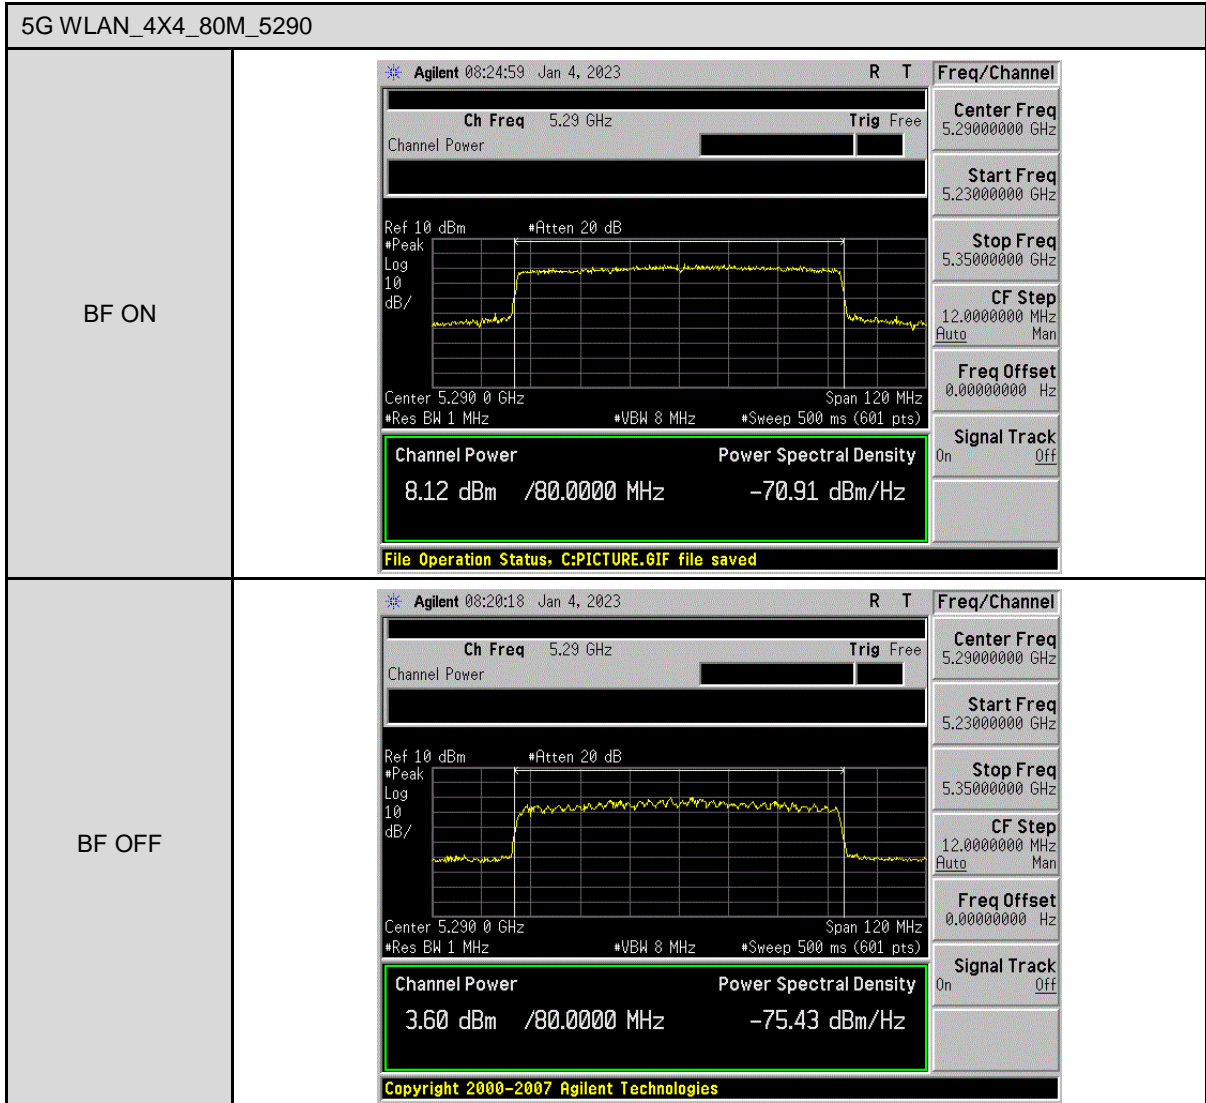 5G WLAN_4X4_80M_5290
BF ON
Agilent 08:24:59 Jan 4, 2023 R T Freq/Channel
Ch Freq 5.29 GHz Trig Free
Channel Power
Center Freq
5.29000000 GHz
Start Freq
5.23000000 GHz
Stop Freq
5.35000000 GHz
CF Step
12.0000000 MHz
Auto Man
Freq Offset
0.00000000 Hz
Signal Track
On Off
Ref 10 dBm #Atten 20 dB
#Peak
Log
10
dB/
Center 5.290 0 GHz Span 120 MHz
#Res BW 1 MHz #VBW 8 MHz #Sweep 500 ms (601 pts)
Channel Power Power Spectral Density
8.12 dBm /80.0000 MHz -70.91 dBm/Hz
File Operation Status, C:PICTURE.GIF file saved
BF OFF
Agilent 08:20:18 Jan 4, 2023 R T Freq/Channel
Ch Freq 5.29 GHz Trig Free
Channel Power
Center Freq
5.29000000 GHz
Start Freq
5.23000000 GHz
Stop Freq
5.35000000 GHz
CF Step
12.0000000 MHz
Auto Man
Freq Offset
0.00000000 Hz
Signal Track
On Off
Ref 10 dBm #Atten 20 dB
#Peak
Log
10
dB/
Center 5.290 0 GHz Span 120 MHz
#Res BW 1 MHz #VBW 8 MHz #Sweep 500 ms (601 pts)
Channel Power Power Spectral Density
3.60 dBm /80.0000 MHz -75.43 dBm/Hz
Copyright 2000-2007 Agilent Technologies